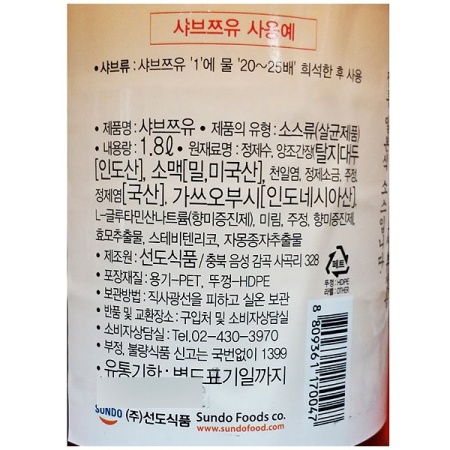 샤브쯔유 사용예
• 샤브류 : 샤브쯔유 '1'에 물 '20~25배' 희석한 후 사용
• 제품명 : 샤브쯔유 • 제품의 유형 : 소스류(살균제품)
• 내용량 : 1.8ℓ • 원재료명 : 정제수, 양조간장[탈지대두
[인도산], 소맥[밀,미국산], 천일염, 정제소금, 주정,
정제염[국산], 가쓰오부시[인도네시아산],
L-글루타민산나트륨(향미증진제), 미림, 주정, 향미증진제,
효모추출물, 스테비텐리코, 자몽종자추출물
• 제조원 : 선도식품 / 충북 음성 감곡 사곡리 328
• 포장재질 : 용기-PET, 뚜껑-HDPE
• 보관방법 : 직사광선을 피하고 실온 보관
• 반품 및 교환장소 : 구입처 및 소비자상담실
• 소비자상담실 : Tel.02-430-3970
• 부정, 불량식품 신고는 국번없이 1399
• 유통기한 : 별도표기일까지
페트
뚜껑:HDPE
라벨:OTHER
8 809361 170047
SUNDO (주)선도식품 Sundo Foods co.
www.sundofood.com